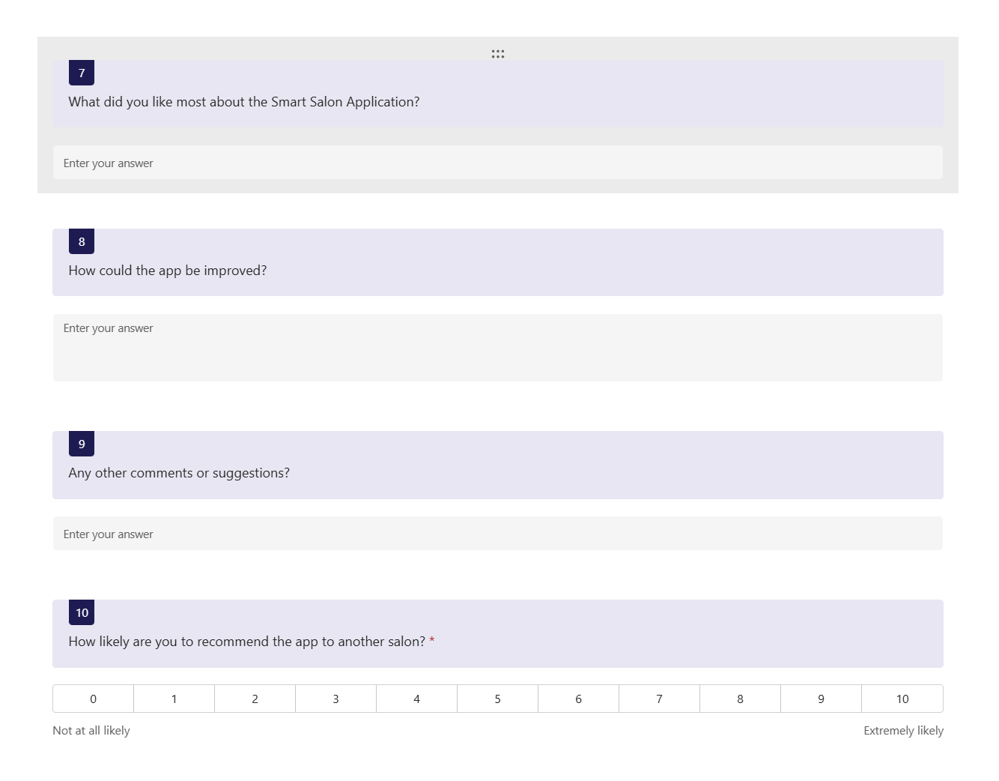 7
What did you like most about the Smart Salon Application?
Enter your answer
8
How could the app be improved?
Enter your answer
9
Any other comments or suggestions?
Enter your answer
10
How likely are you to recommend the app to another salon? *
0 1 2 3 4 5 6 7 8 9 10
Not at all likely Extremely likely